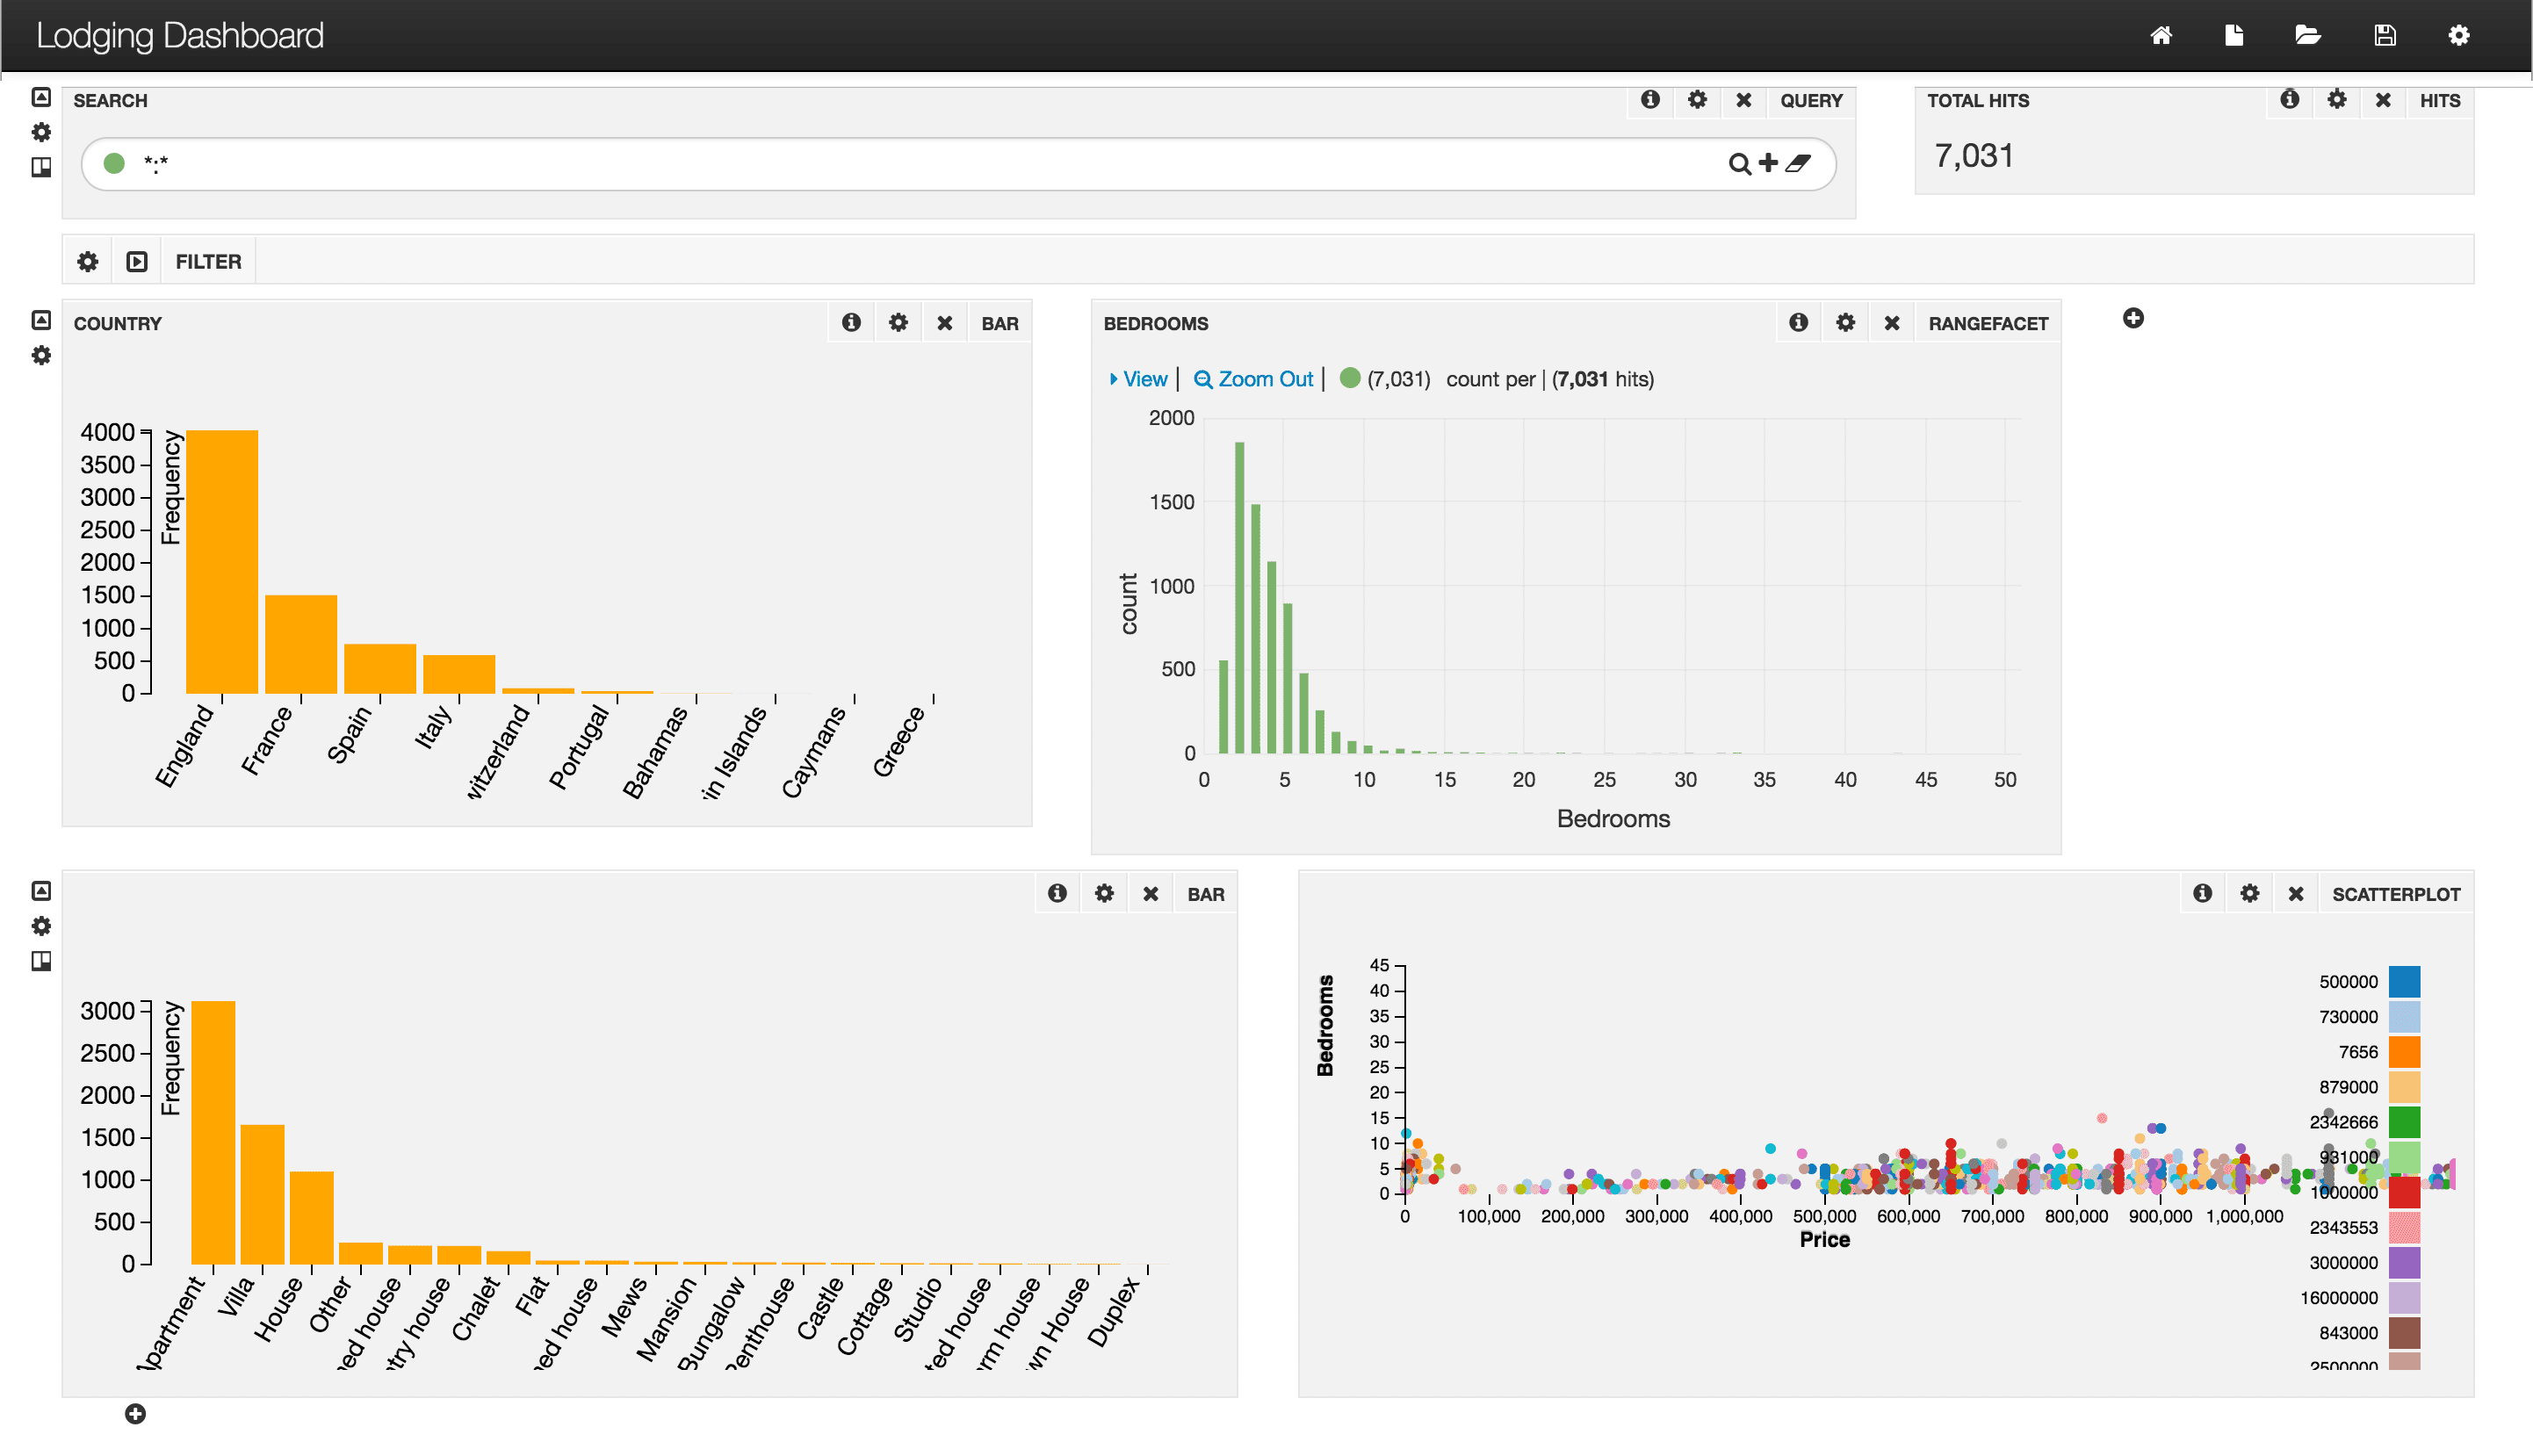 Lodging Dashboard
SEARCH
QUERY
*:*
TOTAL HITS
HITS
7,031
FILTER
COUNTRY
BAR
Frequency
4000
3500
3000
2500
2000
1500
1000
500
0
England
France
Spain
Italy
witzerland
Portugal
Bahamas
in Islands
Caymans
Greece
BEDROOMS
RANGEFACET
View | Zoom Out | (7,031) count per | (7,031 hits)
count
2000
1500
1000
500
0
0 5 10 15 20 25 30 35 40 45 50
Bedrooms
BAR
Frequency
3000
2500
2000
1500
1000
500
0
Apartment
Villa
House
Other
ned house
ntry house
Chalet
Flat
ned house
Mews
Mansion
Bungalow
Penthouse
Castle
Cottage
Studio
ted house
rm house
wn House
Duplex
SCATTERPLOT
Bedrooms
45
40
35
30
25
20
15
10
5
0
0 100,000 200,000 300,000 400,000 500,000 600,000 700,000 800,000 900,000 1,000,000
Price
500000
730000
7656
879000
2342666
931000
1000000
2343553
3000000
16000000
843000
2500000